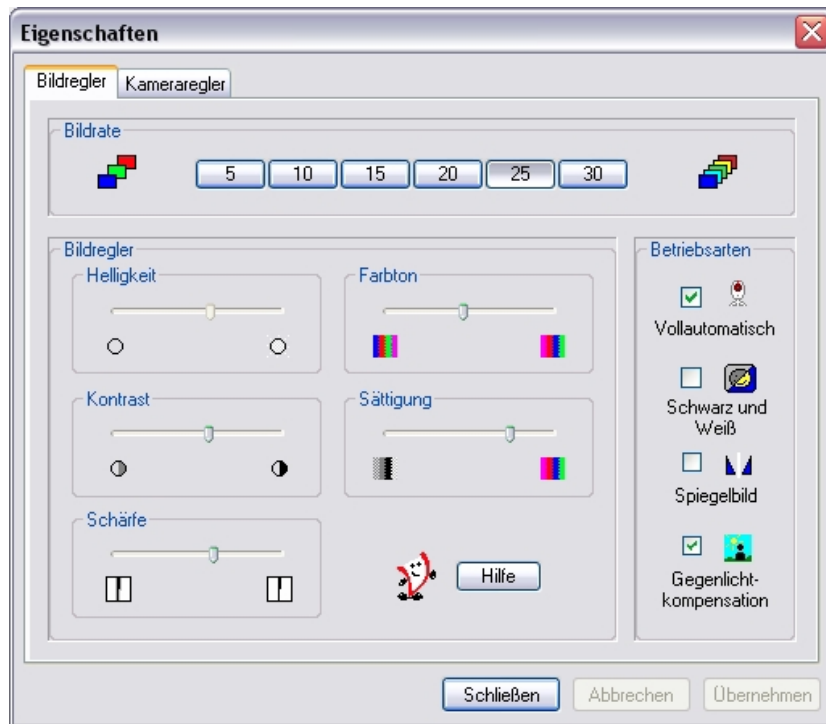 Eigenschaften
Bildregler
Kameraregler
Bildrate
5
10
15
20
25
30
Bildregler
Helligkeit
Farbton
Kontrast
Sättigung
Schärfe
Hilfe
Betriebsarten
Vollautomatisch
Schwarz und
Weiß
Spiegelbild
Gegenlicht-
kompensation
Schließen
Abbrechen
Übernehmen